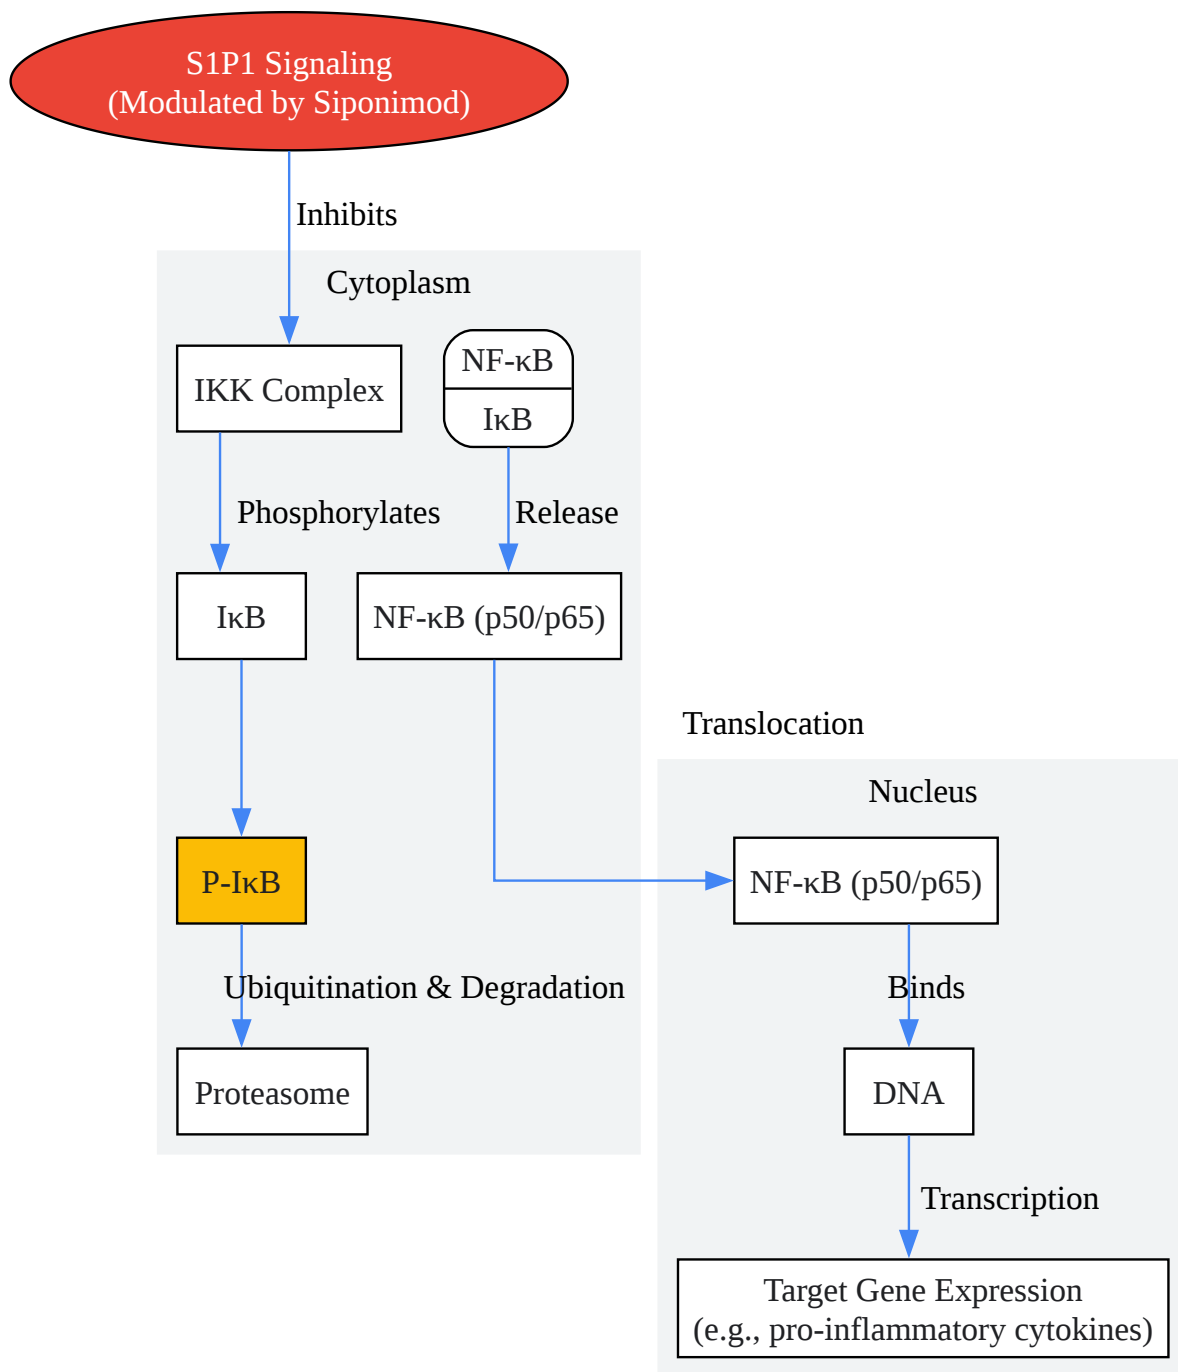 S1P1 Signaling
(Modulated by Siponimod)
Inhibits
Cytoplasm
IKK Complex
NF-κB
IκB
Phosphorylates
Release
IκB
NF-κB (p50/p65)
Translocation
Nucleus
P-IκB
NF-κB (p50/p65)
Ubiquitination & Degradation
Binds
Proteasome
DNA
Transcription
Target Gene Expression
(e.g., pro-inflammatory cytokines)